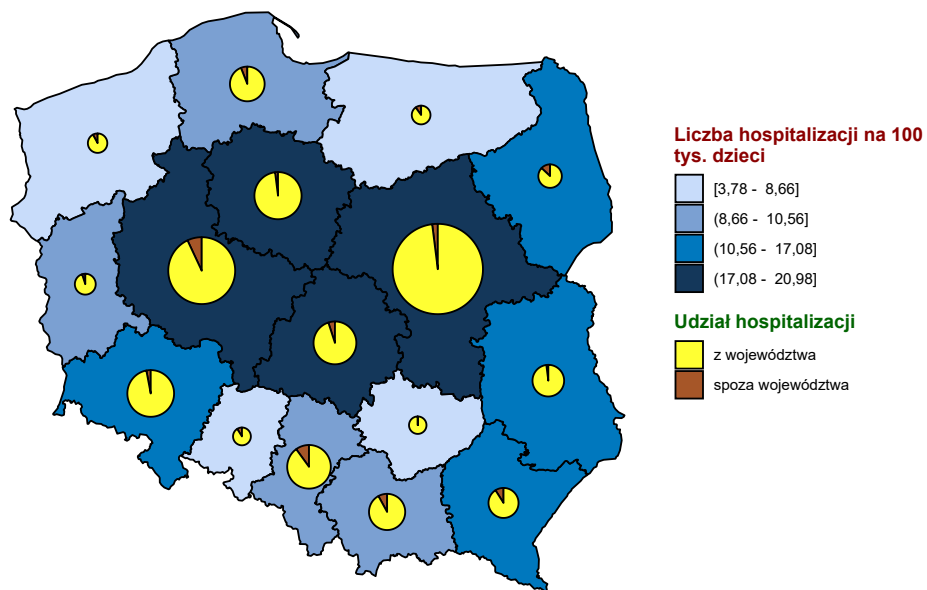 Liczba hospitalizacji na 100
tys. dzieci
[3,78 - 8,66]
(8,66 - 10,56]
(10,56 - 17,08]
(17,08 - 20,98]
Udział hospitalizacji
z województwa
spoza województwa